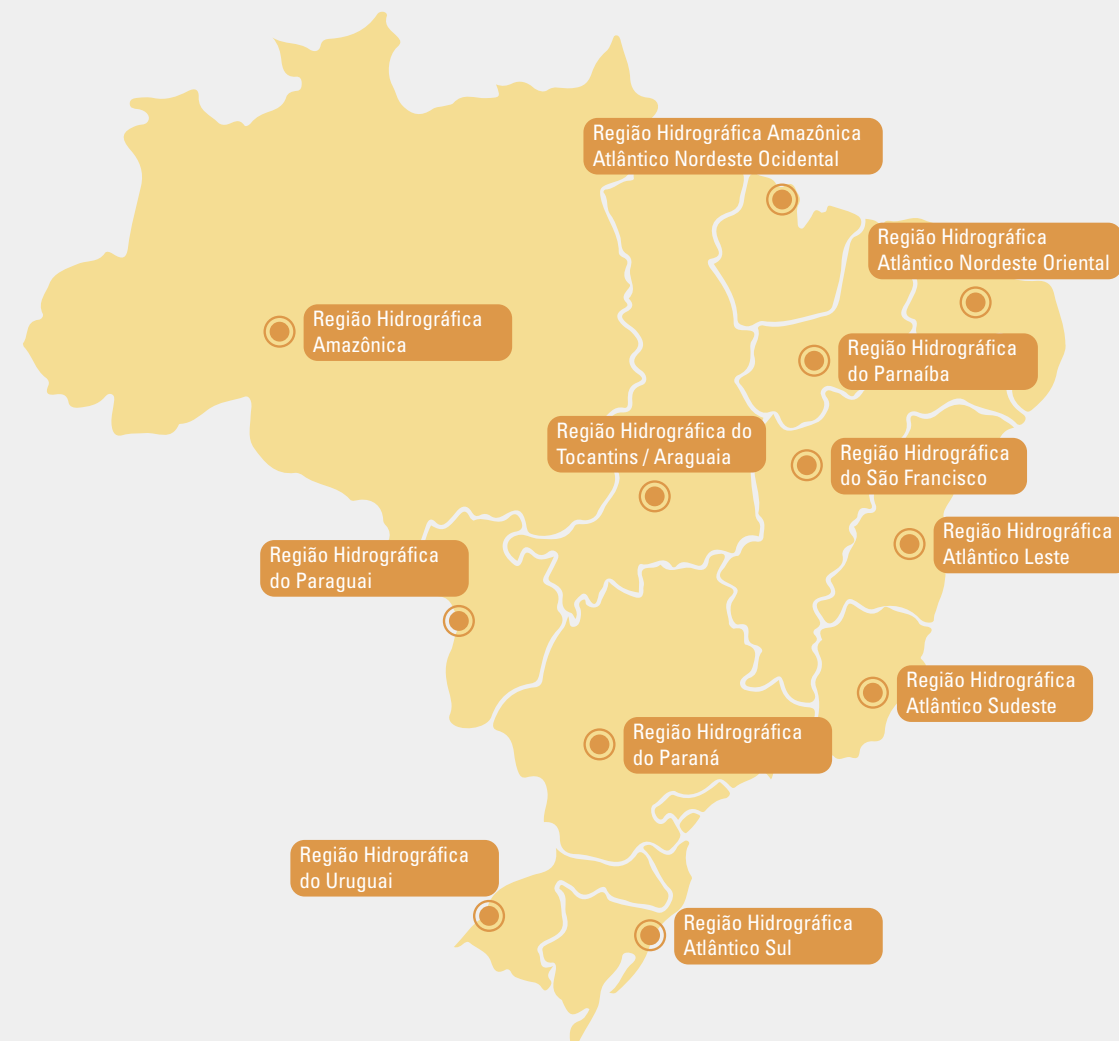 Região Hidrográfica Amazônica
Atlântico Nordeste Ocidental
Região Hidrográfica
Atlântico Nordeste Oriental
Região Hidrográfica
Amazônica
Região Hidrográfica
do Parnaíba
Região Hidrográfica do
Tocantins / Araguaia
Região Hidrográfica
do São Francisco
Região Hidrográfica
Atlântico Leste
Região Hidrográfica
do Paraguai
Região Hidrográfica
Atlântico Sudeste
Região Hidrográfica
do Paraná
Região Hidrográfica
do Uruguai
Região Hidrográfica
Atlântico Sul